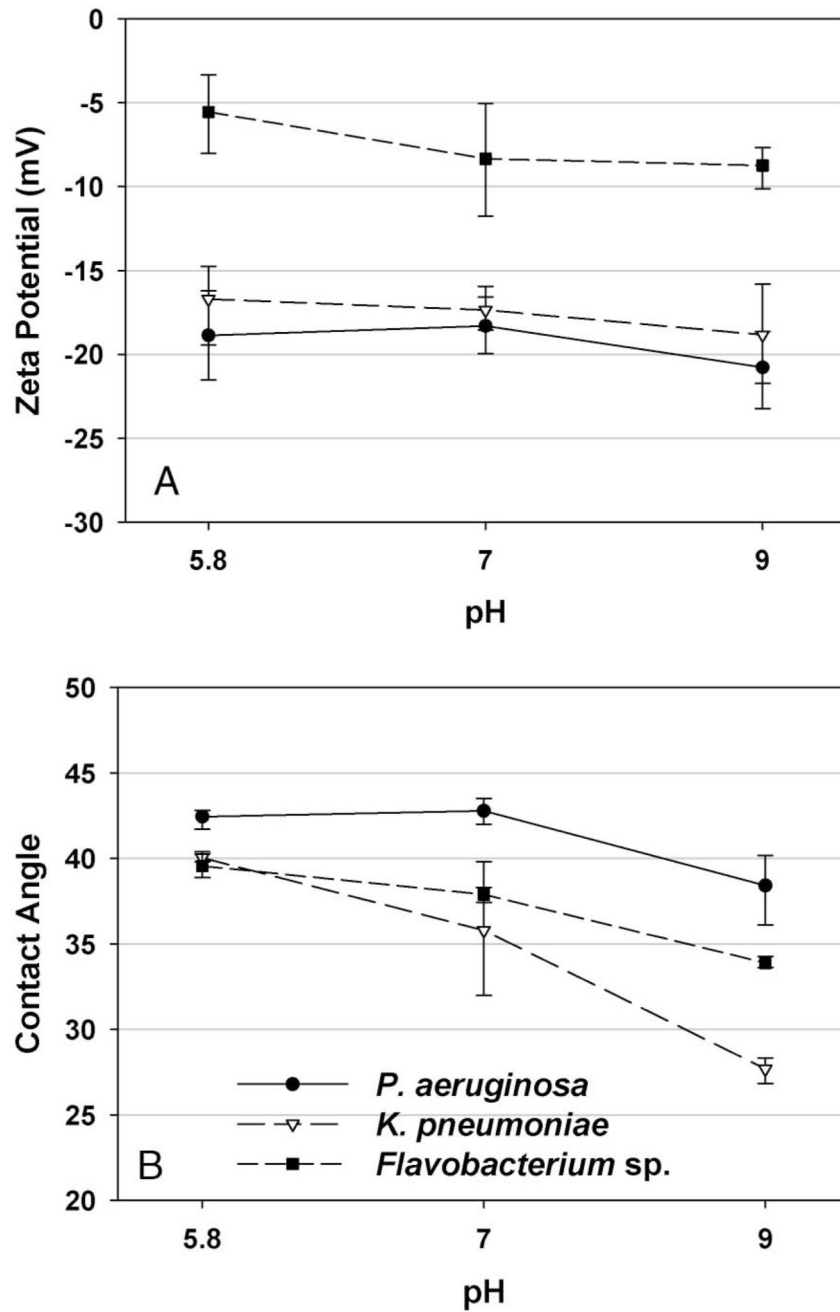 Zeta Potential (mV)
0
-5
-10
-15
-20
-25
-30
A
5.8 7 9
pH
Contact Angle
50
45
40
35
30
25
20
P. aeruginosa
K. pneumoniae
Flavobacterium sp.
B
5.8 7 9
pH